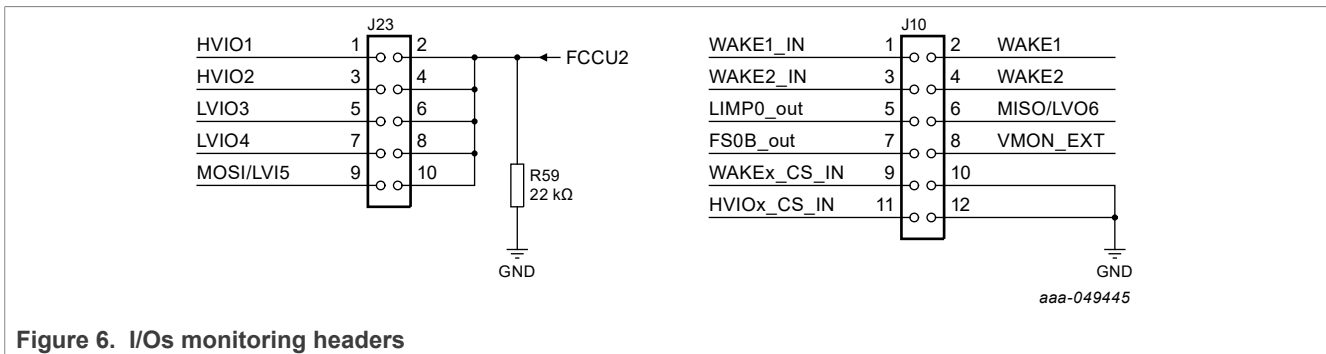 J23
HVIO1 1 2 FCCU2
HVIO2 3 4
LVIO3 5 6
LVIO4 7 8
MOSI/LVI5 9 10
R59
22 kΩ
GND
J10
WAKE1_IN 1 2 WAKE1
WAKE2_IN 3 4 WAKE2
LIMP0_out 5 6 MISO/LVO6
FS0B_out 7 8 VMON_EXT
WAKEx_CS_IN 9 10
HVIOx_CS_IN 11 12
GND
aaa-049445
Figure 6. I/Os monitoring headers